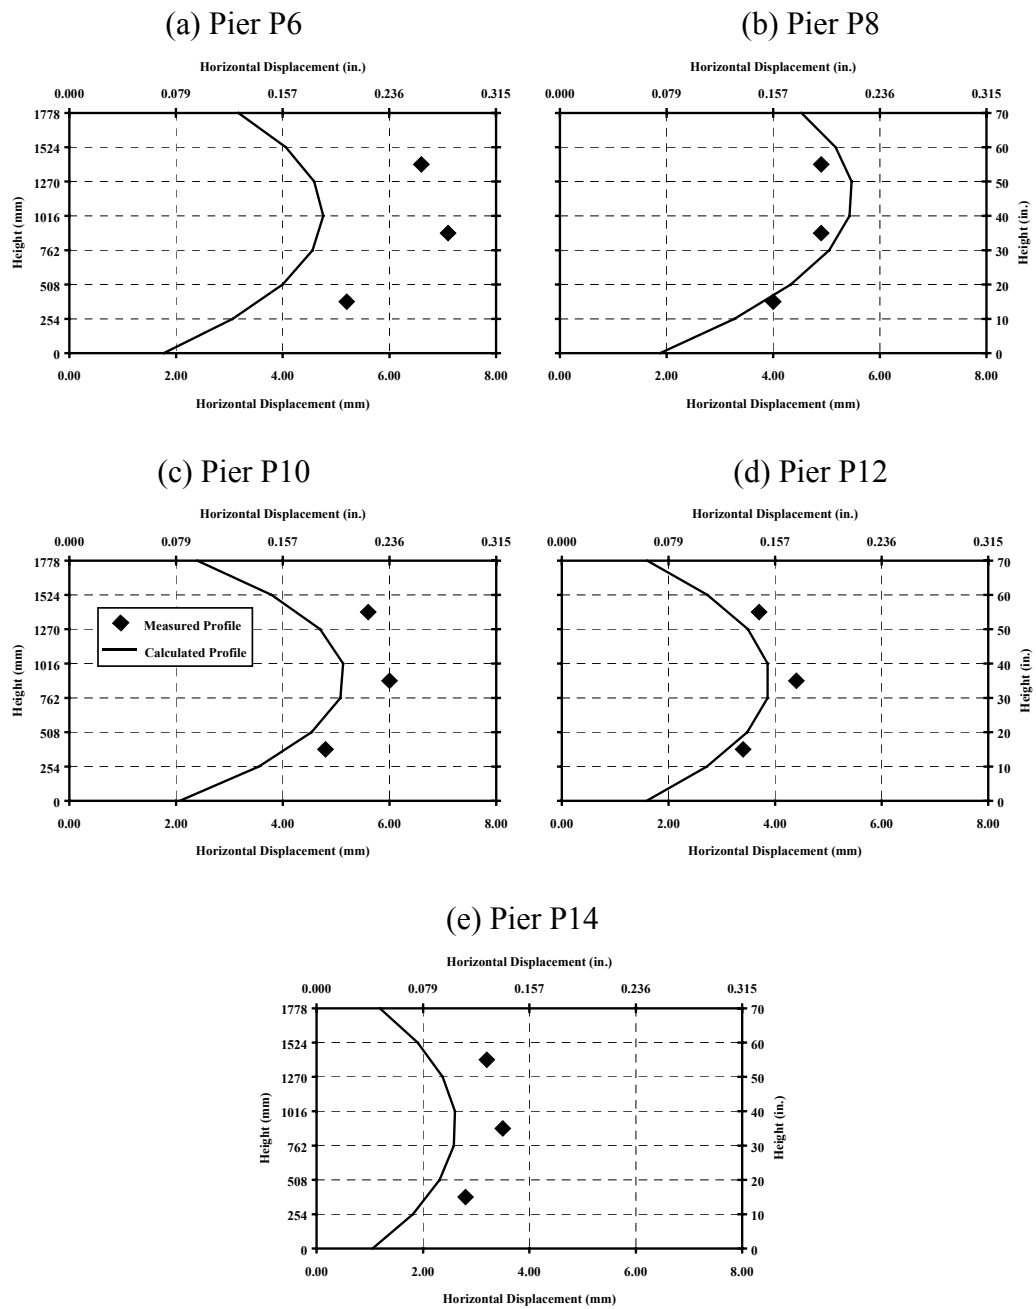 (a) Pier P6
Horizontal Displacement (in.)
0.000 0.079 0.157 0.236 0.315
1778
1524
1270
1016
762
508
254
0
Height (mm)
0.00 2.00 4.00 6.00 8.00
Horizontal Displacement (mm)
(b) Pier P8
Horizontal Displacement (in.)
0.000 0.079 0.157 0.236 0.315
70
60
50
40
30
20
10
0
Height (in.)
0.00 2.00 4.00 6.00 8.00
Horizontal Displacement (mm)
(c) Pier P10
Horizontal Displacement (in.)
0.000 0.079 0.157 0.236 0.315
1778
1524
1270
1016
762
508
254
0
Height (mm)
Measured Profile
Calculated Profile
0.00 2.00 4.00 6.00 8.00
Horizontal Displacement (mm)
(d) Pier P12
Horizontal Displacement (in.)
0.000 0.079 0.157 0.236 0.315
70
60
50
40
30
20
10
0
Height (in.)
0.00 2.00 4.00 6.00 8.00
Horizontal Displacement (mm)
(e) Pier P14
Horizontal Displacement (in.)
0.000 0.079 0.157 0.236 0.315
1778
1524
1270
1016
762
508
254
0
Height (mm)
70
60
50
40
30
20
10
0
Height (in.)
0.00 2.00 4.00 6.00 8.00
Horizontal Displacement (mm)